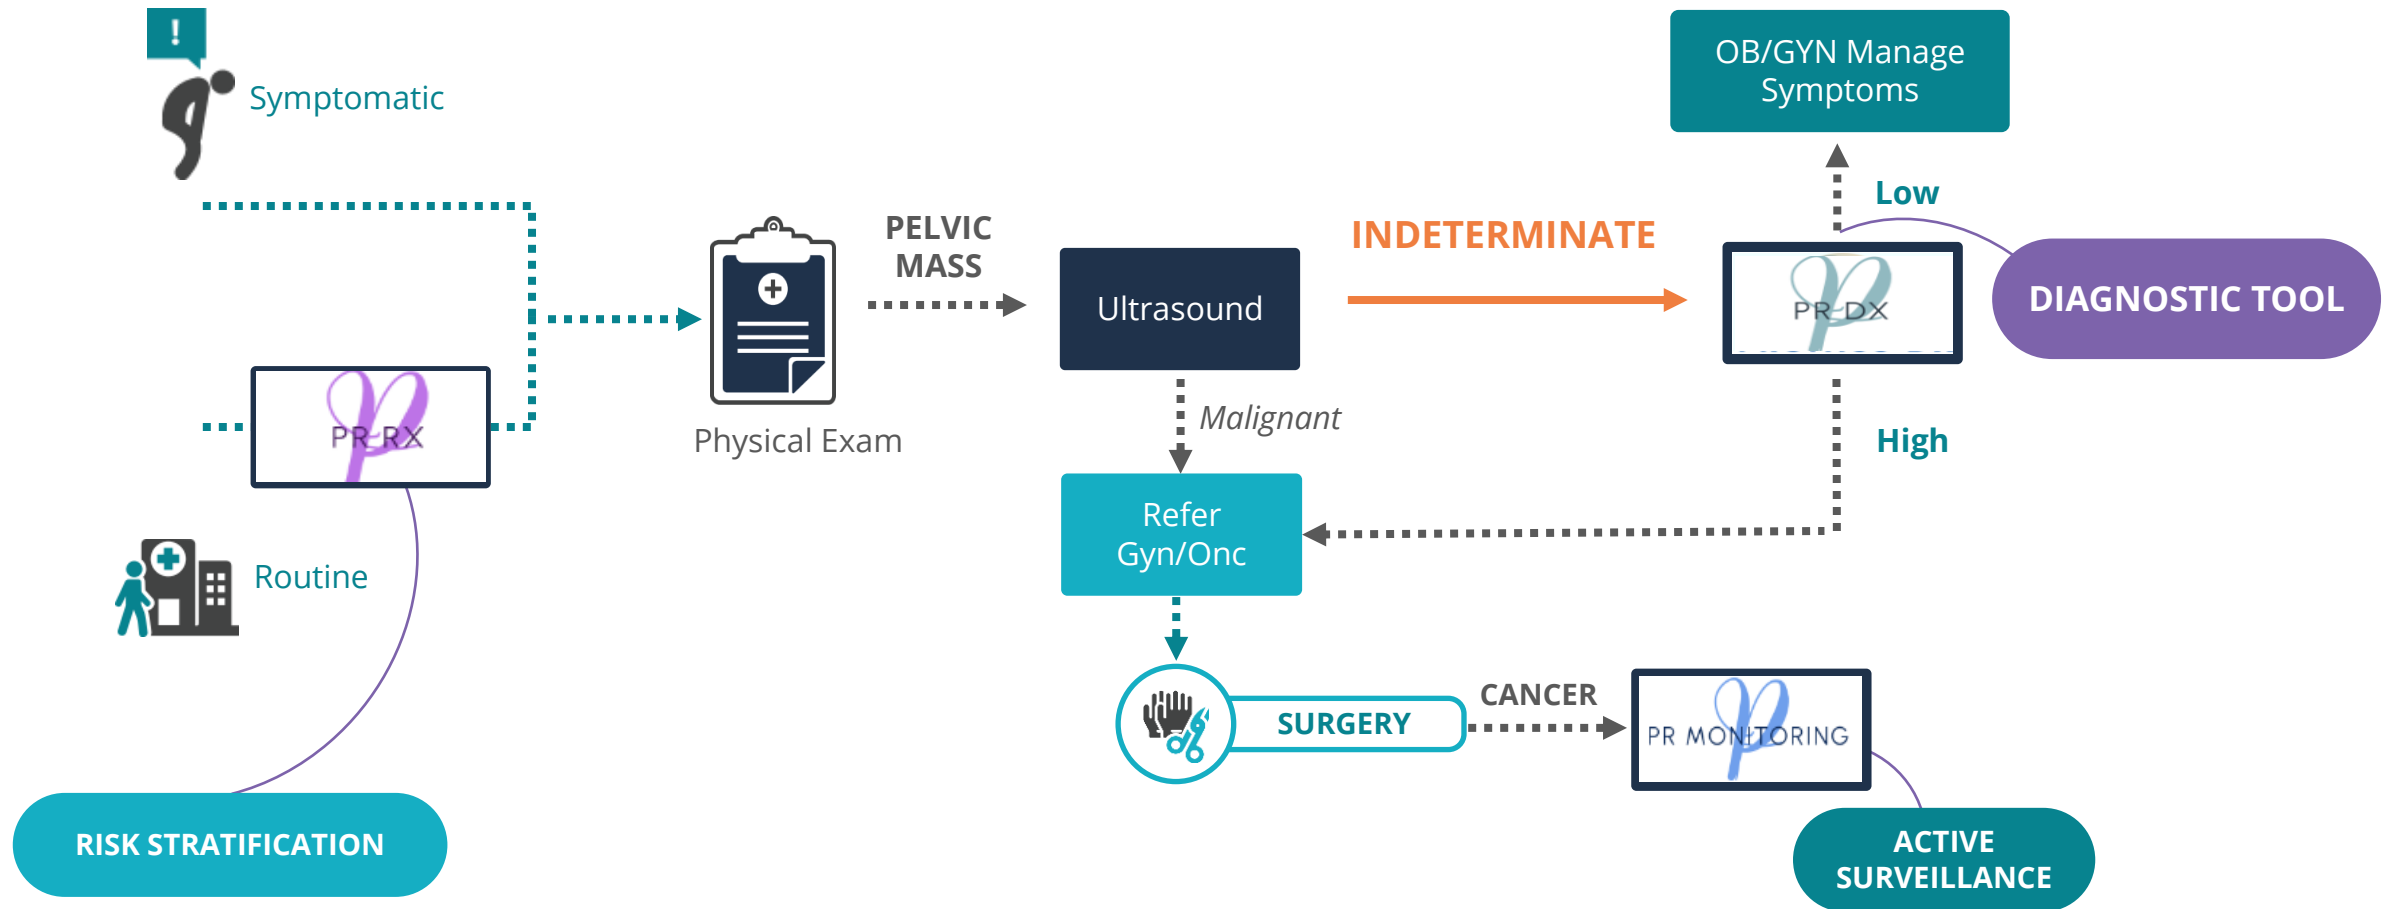 !
Symptomatic
OB/GYN Manage
Symptoms
Low
PELVIC
MASS
INDETERMINATE
Ultrasound
PR DX
DIAGNOSTIC TOOL
PR RX
Physical Exam
Malignant
High
Refer
Gyn/Onc
Routine
SURGERY
CANCER
PR MONITORING
RISK STRATIFICATION
ACTIVE
SURVEILLANCE